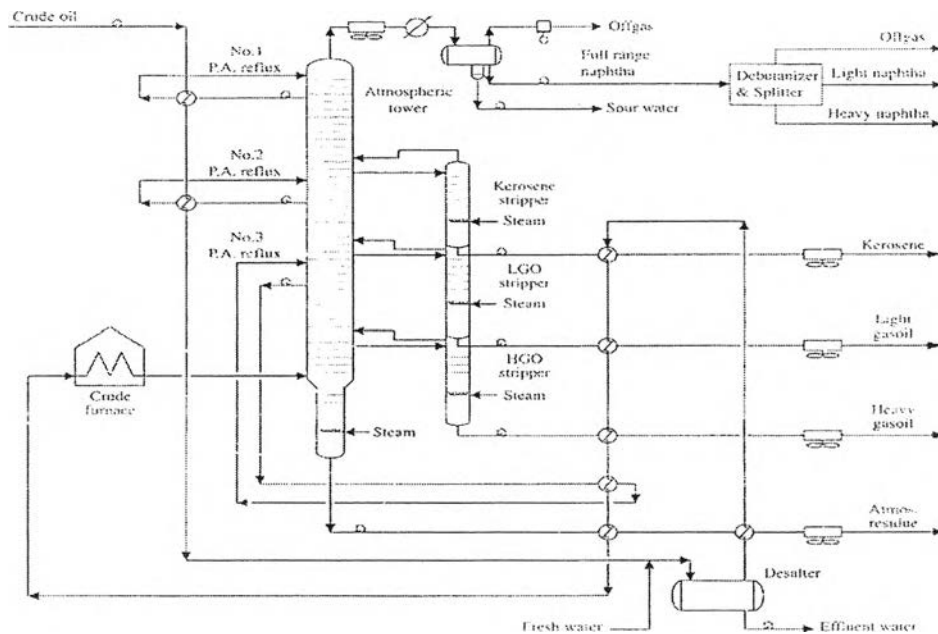 Crude oil
No.1
P.A. reflux
Atmospheric
tower
Offgas
Full range
naphtha
Sour water
Debutanizer
& Splitter
Offgas
Light naphtha
Heavy naphtha
No.2
P.A. reflux
Kerosene
stripper
Steam
No.3
P.A. reflux
LGO
stripper
Steam
Kerosene
HGO
stripper
Steam
Light
gasoil
Crude
furnace
Steam
Heavy
gasoil
Atmos.
residue
Desalter
Fresh water
Effluent water